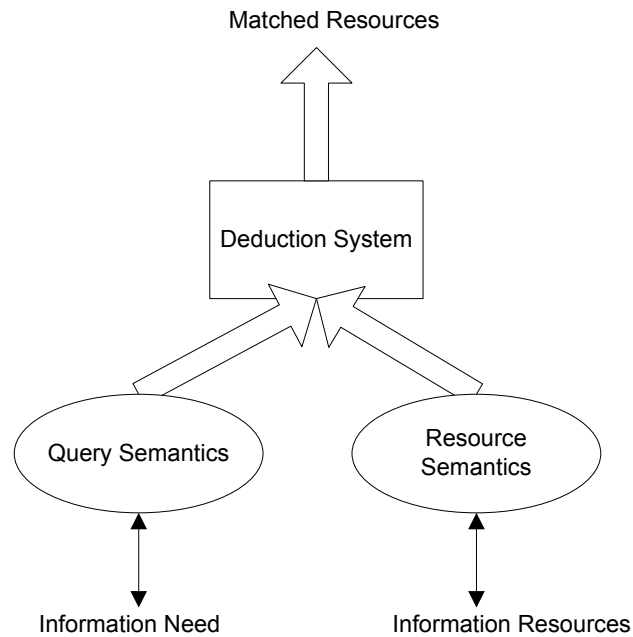 Matched Resources
Deduction System
Query Semantics
Resource
Semantics
Information Need
Information Resources